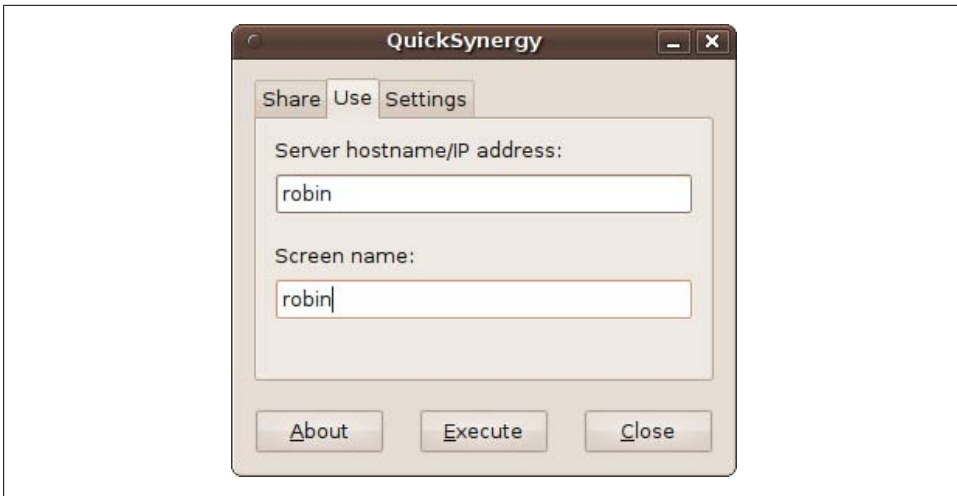 QuickSynergy
Share Use Settings
Server hostname/IP address:
robin
Screen name:
robin
About Execute Close